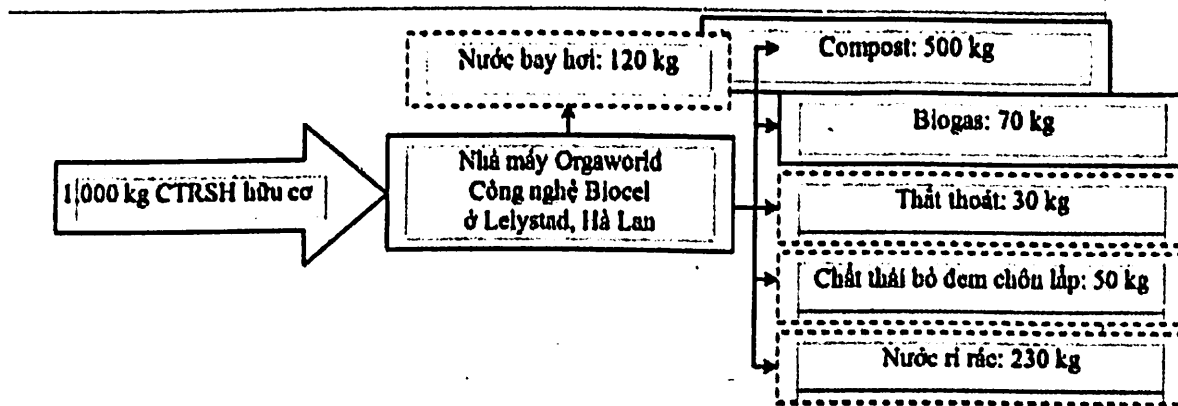 Nước bay hơi: 120 kg
Compost: 500 kg
Biogas: 70 kg
1,000 kg CTRSH hữu cơ
Nhà máy Orgaworld
Công nghệ Biocel
ở Lelystad, Hà Lan
Thất thoát: 30 kg
Chất thải bỏ đem chôn lắp: 50 kg
Nước rỉ rác: 230 kg